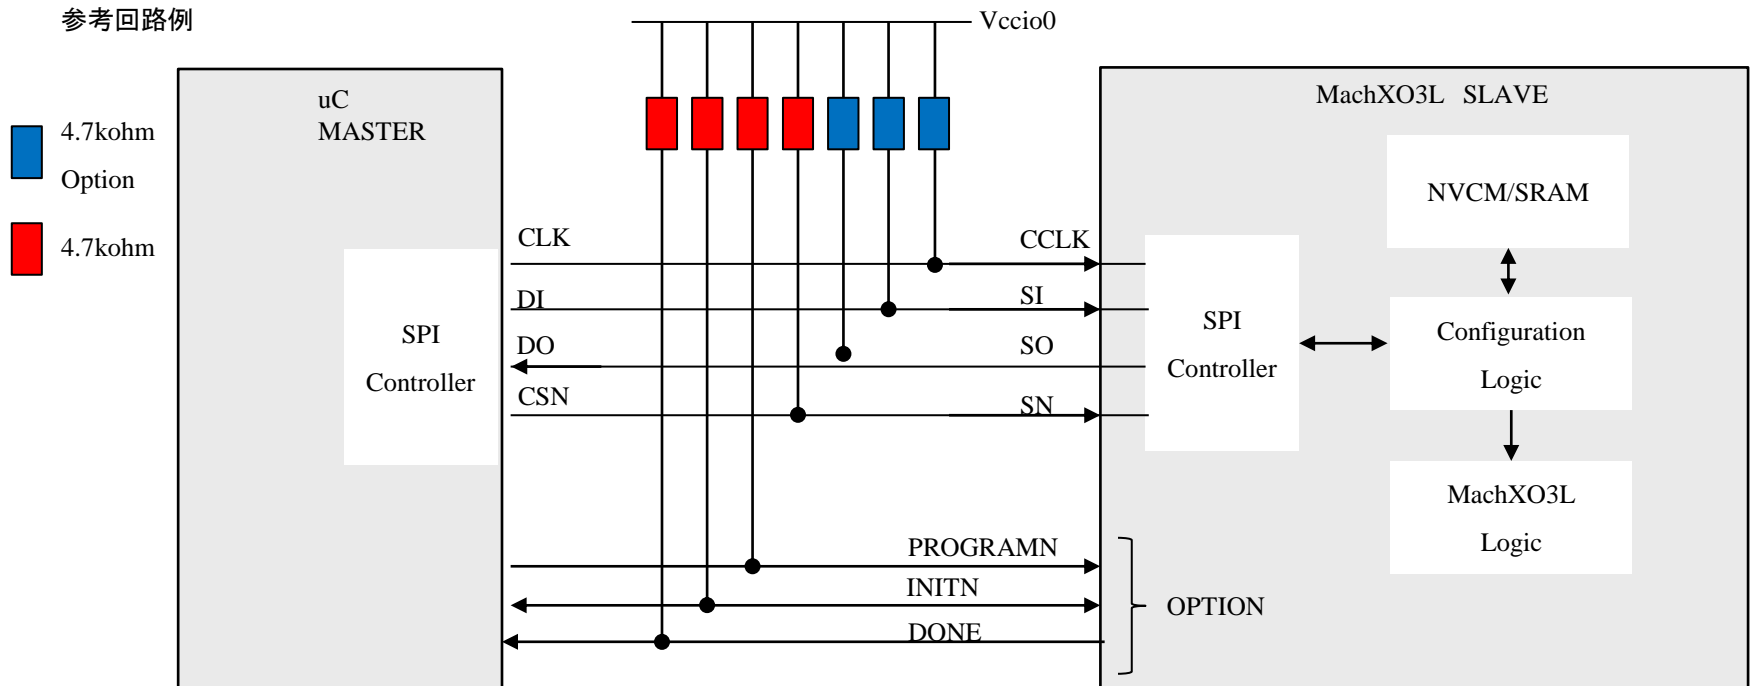 参考回路例
Vccio0
uC
MASTER
MachXO3L SLAVE
4.7kohm
Option
4.7kohm
NVCM/SRAM
CLK
CCLK
DI
SI
DO
SO
CSN
SN
SPI
Controller
SPI
Controller
Configuration
Logic
MachXO3L
Logic
PROGRAMN
INITN
DONE
OPTION